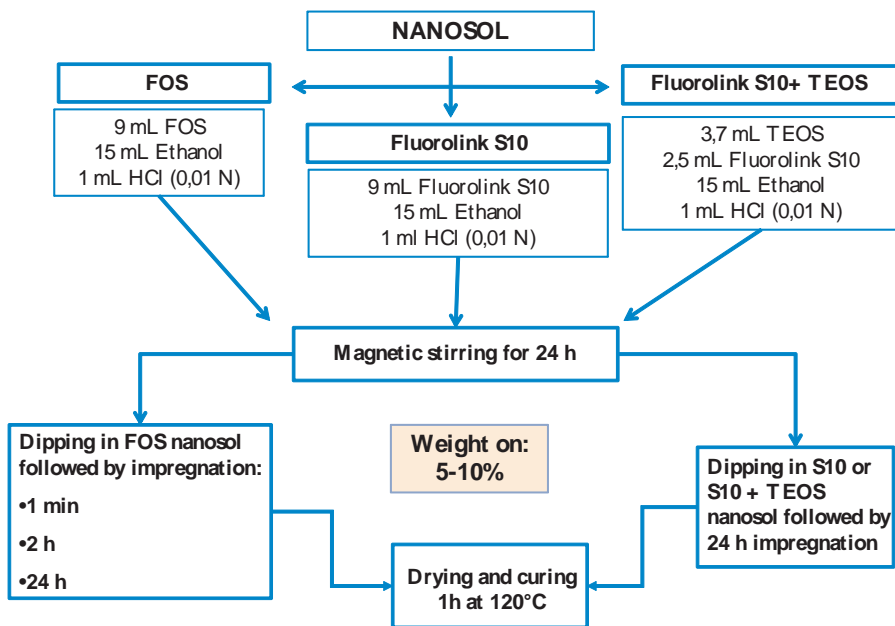 NANOSOL
FOS
9 mL FOS
15 mL Ethanol
1 mL HCl (0,01 N)
Fluorolink S10
9 mL Fluorolink S10
15 mL Ethanol
1 ml HCl (0,01 N)
Fluorolink S10+ TEOS
3,7 mL TEOS
2,5 mL Fluorolink S10
15 mL Ethanol
1 mL HCl (0,01 N)
Magnetic stirring for 24 h
Dipping in FOS nanosol
followed by impregnation:
•1 min
•2 h
•24 h
Weight on:
5-10%
Dipping in S10 or
S10 + TEOS
nanosol followed by
24 h impregnation
Drying and curing
1h at 120°C